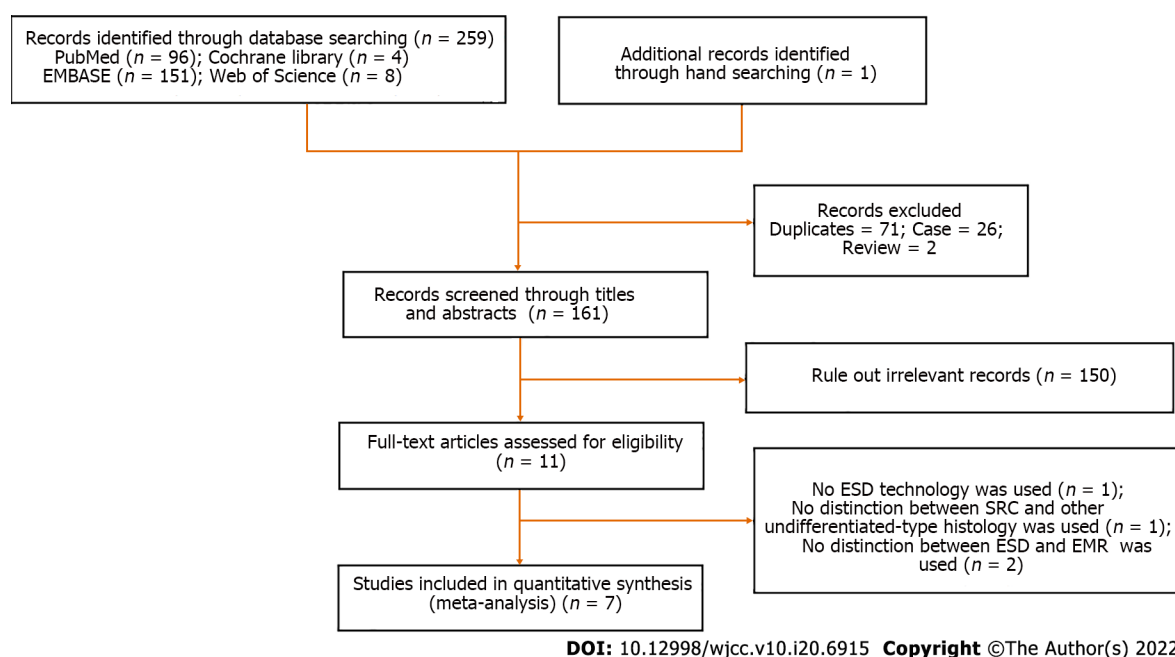 Records identified through database searching (n = 259)
PubMed (n = 96); Cochrane library (n = 4)
EMBASE (n = 151); Web of Science (n = 8)
Additional records identified
through hand searching (n = 1)
Records excluded
Duplicates = 71; Case = 26;
Review = 2
Records screened through titles
and abstracts (n = 161)
Rule out irrelevant records (n = 150)
Full-text articles assessed for eligibility
(n = 11)
No ESD technology was used (n = 1);
No distinction between SRC and other
undifferentiated-type histology was used (n = 1);
No distinction between ESD and EMR was
used (n = 2)
Studies included in quantitative synthesis
(meta-analysis) (n = 7)
DOI: 10.12998/wjcc.v10.i20.6915 Copyright ©The Author(s) 2022